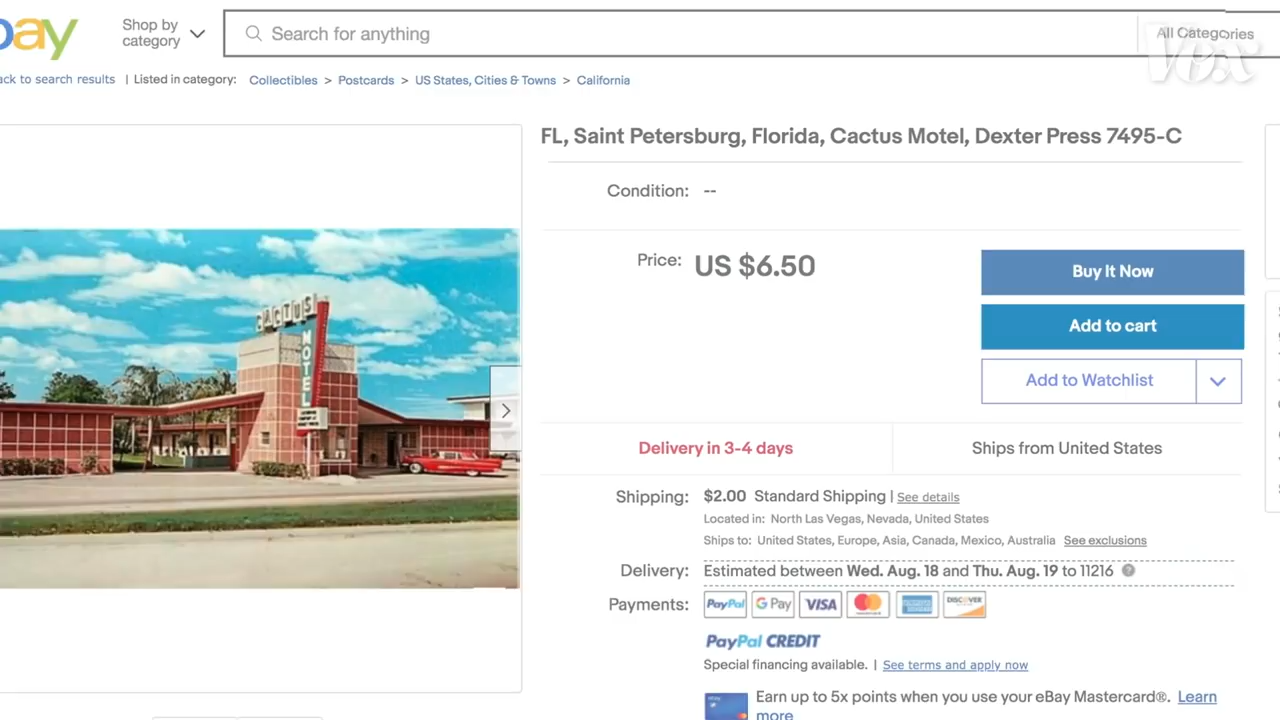 bay
Shop by
category
Search for anything
All Categories
Vox
ack to search results | Listed in category: Collectibles > Postcards > US States, Cities & Towns > California
FL, Saint Petersburg, Florida, Cactus Motel, Dexter Press 7495-C
Condition: --
Price: US $6.50
Buy It Now
Add to cart
Add to Watchlist
CACTUS
MOTEL
Delivery in 3-4 days
Ships from United States
Shipping: $2.00 Standard Shipping | See details
Located in: North Las Vegas, Nevada, United States
Ships to: United States, Europe, Asia, Canada, Mexico, Australia See exclusions
Delivery: Estimated between Wed. Aug. 18 and Thu. Aug. 19 to 11216 ?
Payments: PayPal G Pay VISA DISCOVER
PayPal CREDIT
Special financing available. | See terms and apply now
Earn up to 5x points when you use your eBay Mastercard®. Learn
more